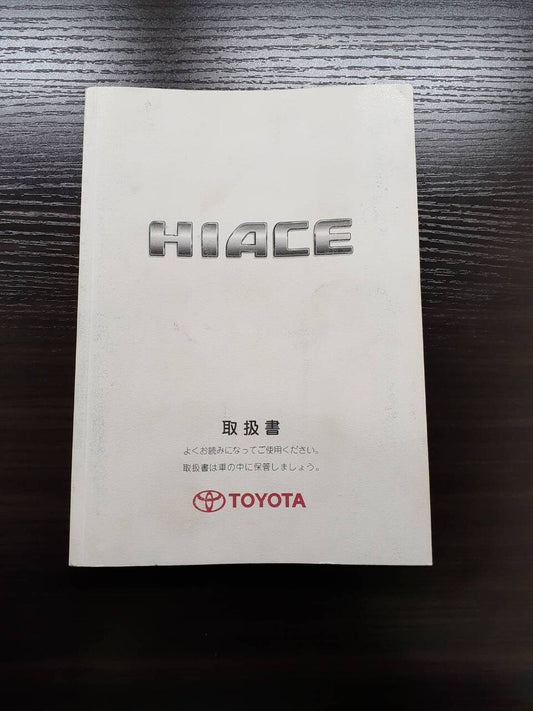 HIACE
取扱書
よくお読みになってご使用ください。
取扱書は車の中に保管しましょう。
TOYOTA